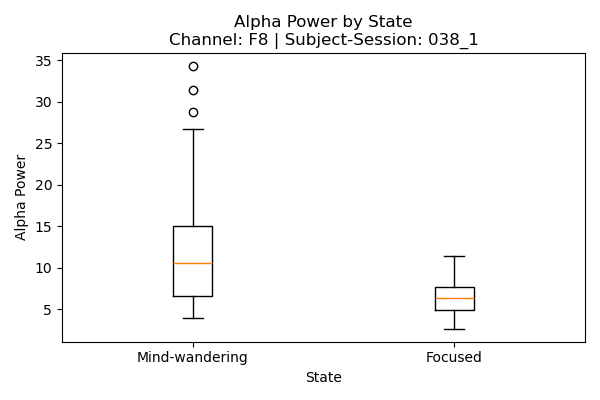 Alpha Power by State
Channel: F8 | Subject-Session: 038_1
Alpha Power
35
30
25
20
15
10
5
Mind-wandering Focused
State